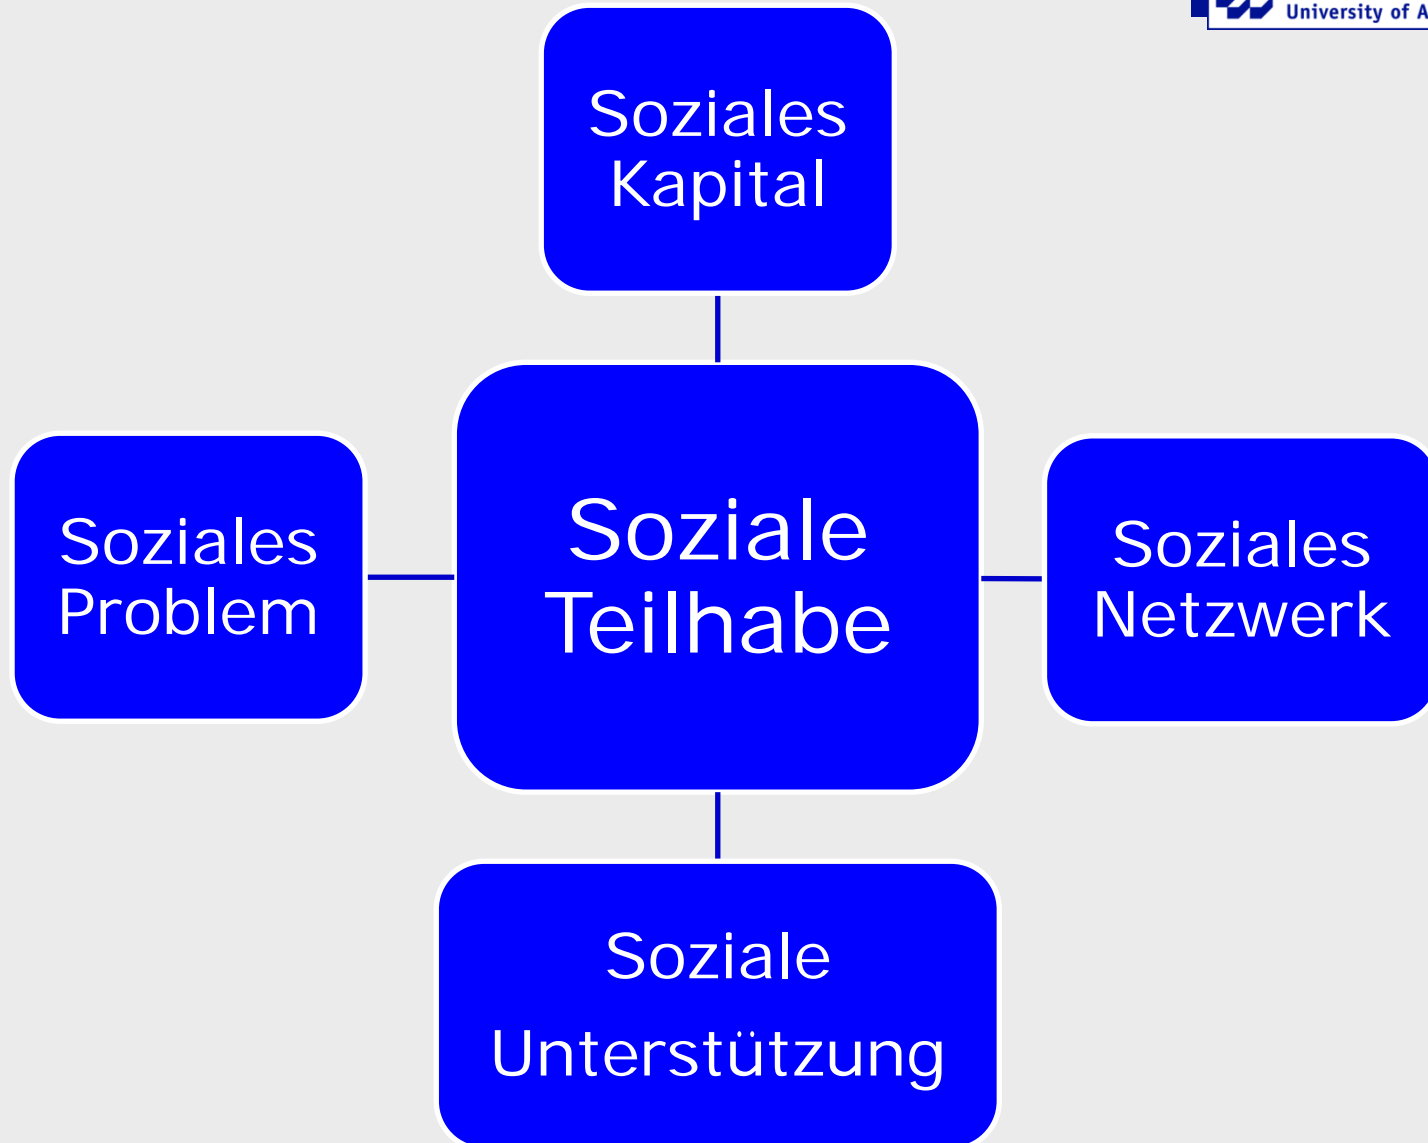 University of A
Soziales
Kapital
Soziales
Problem
Soziale
Teilhabe
Soziales
Netzwerk
Soziale
Unterstützung